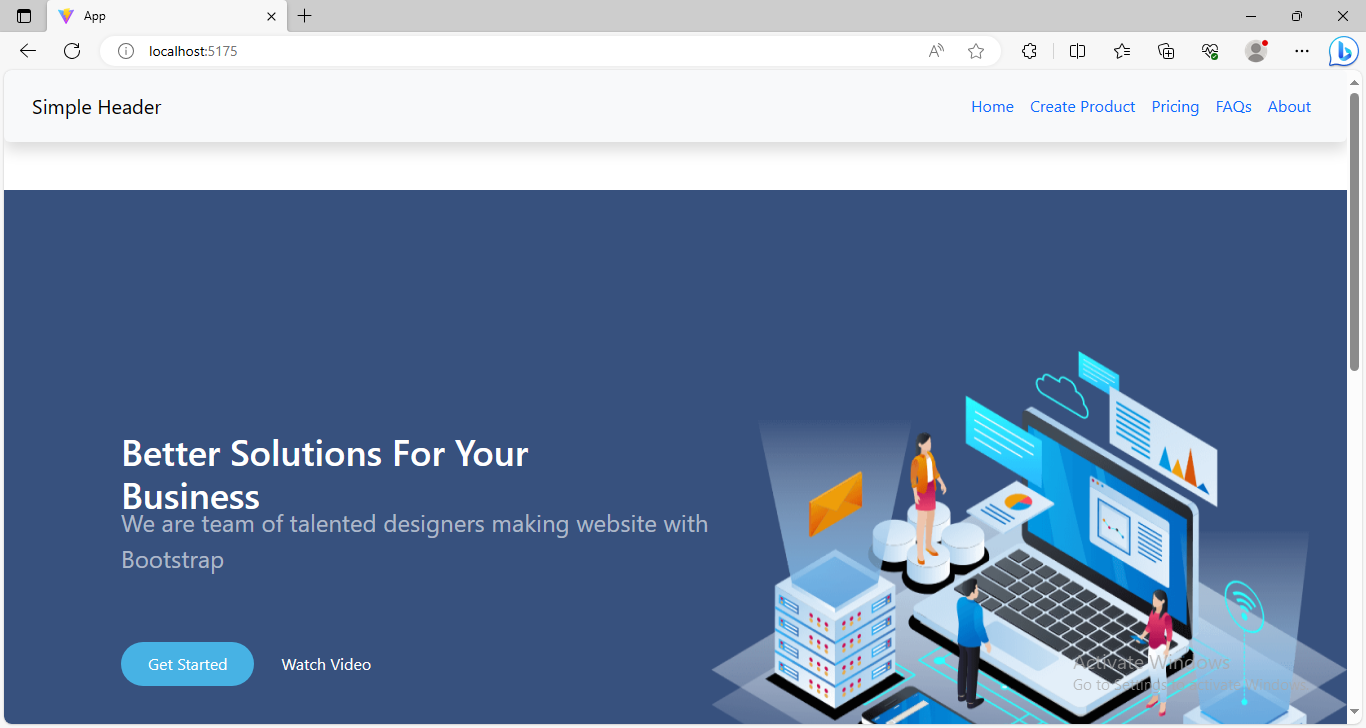 App
localhost:5175
Simple Header
Home Create Product Pricing FAQs About
Better Solutions For Your
Business
We are team of talented designers making website with
Bootstrap
Get Started Watch Video
Activate Windows
Go to Settings to activate Windows.